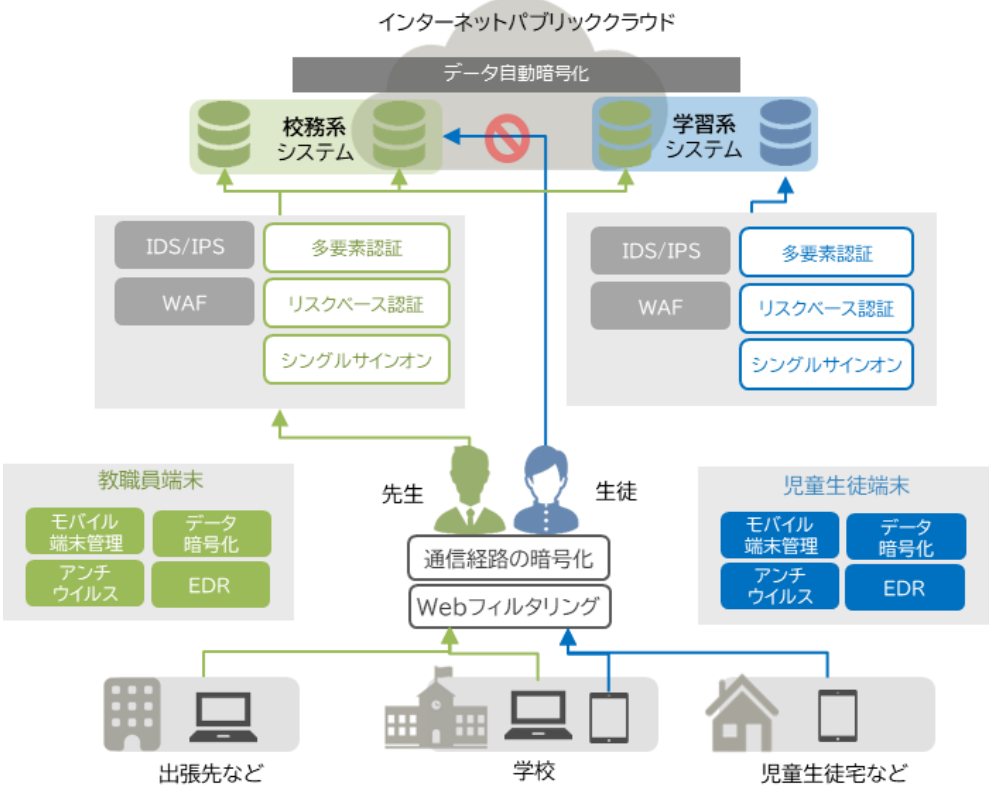 インターネットパブリッククラウド
データ自動暗号化
校務系
システム
学習系
システム
IDS/IPS
多要素認証
WAF
リスクベース認証
シングルサインオン
IDS/IPS
多要素認証
WAF
リスクベース認証
シングルサインオン
教職員端末
モバイル
端末管理
データ
暗号化
アンチ
ウイルス
EDR
先生
生徒
通信経路の暗号化
Webフィルタリング
児童生徒端末
モバイル
端末管理
データ
暗号化
アンチ
ウイルス
EDR
出張先など
学校
児童生徒宅など